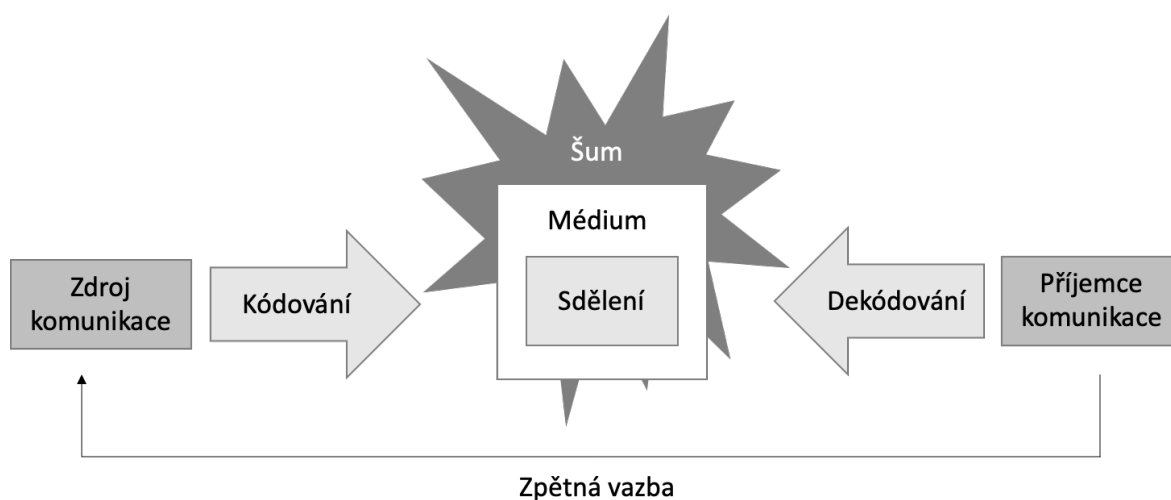 Šum
Médium
Zdroj
komunikace
Kódování
Sdělení
Dekódování
Příjemce
komunikace
Zpětná vazba